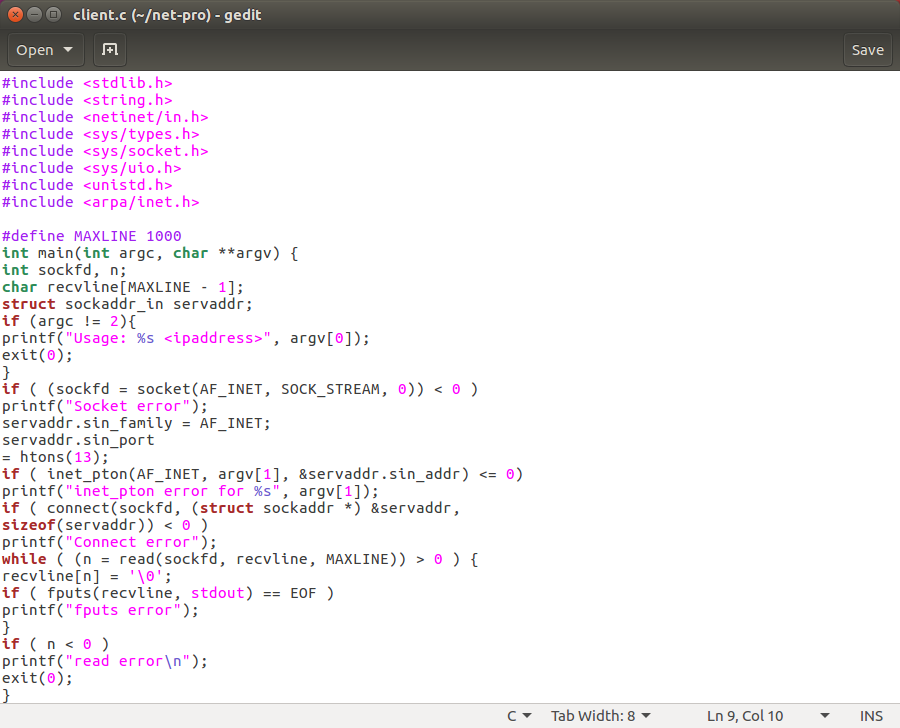 client.c (~/net-pro) - gedit
Open
Save
#include <stdlib.h>
#include <string.h>
#include <netinet/in.h>
#include <sys/types.h>
#include <sys/socket.h>
#include <sys/uio.h>
#include <unistd.h>
#include <arpa/inet.h>
#define MAXLINE 1000
int main(int argc, char **argv) {
int sockfd, n;
char recvline[MAXLINE - 1];
struct sockaddr_in servaddr;
if (argc != 2){
printf("Usage: %s <ipaddress>", argv[0]);
exit(0);
}
if ( (sockfd = socket(AF_INET, SOCK_STREAM, 0)) < 0 )
printf("Socket error");
servaddr.sin_family = AF_INET;
servaddr.sin_port
= htons(13);
if ( inet_pton(AF_INET, argv[1], &servaddr.sin_addr) <= 0)
printf("inet_pton error for %s", argv[1]);
if ( connect(sockfd, (struct sockaddr *) &servaddr,
sizeof(servaddr)) < 0 )
printf("Connect error");
while ( (n = read(sockfd, recvline, MAXLINE)) > 0 ) {
recvline[n] = '\0';
if ( fputs(recvline, stdout) == EOF )
printf("fputs error");
}
if ( n < 0 )
printf("read error\n");
exit(0);
}
C Tab Width: 8 Ln 9, Col 10 INS